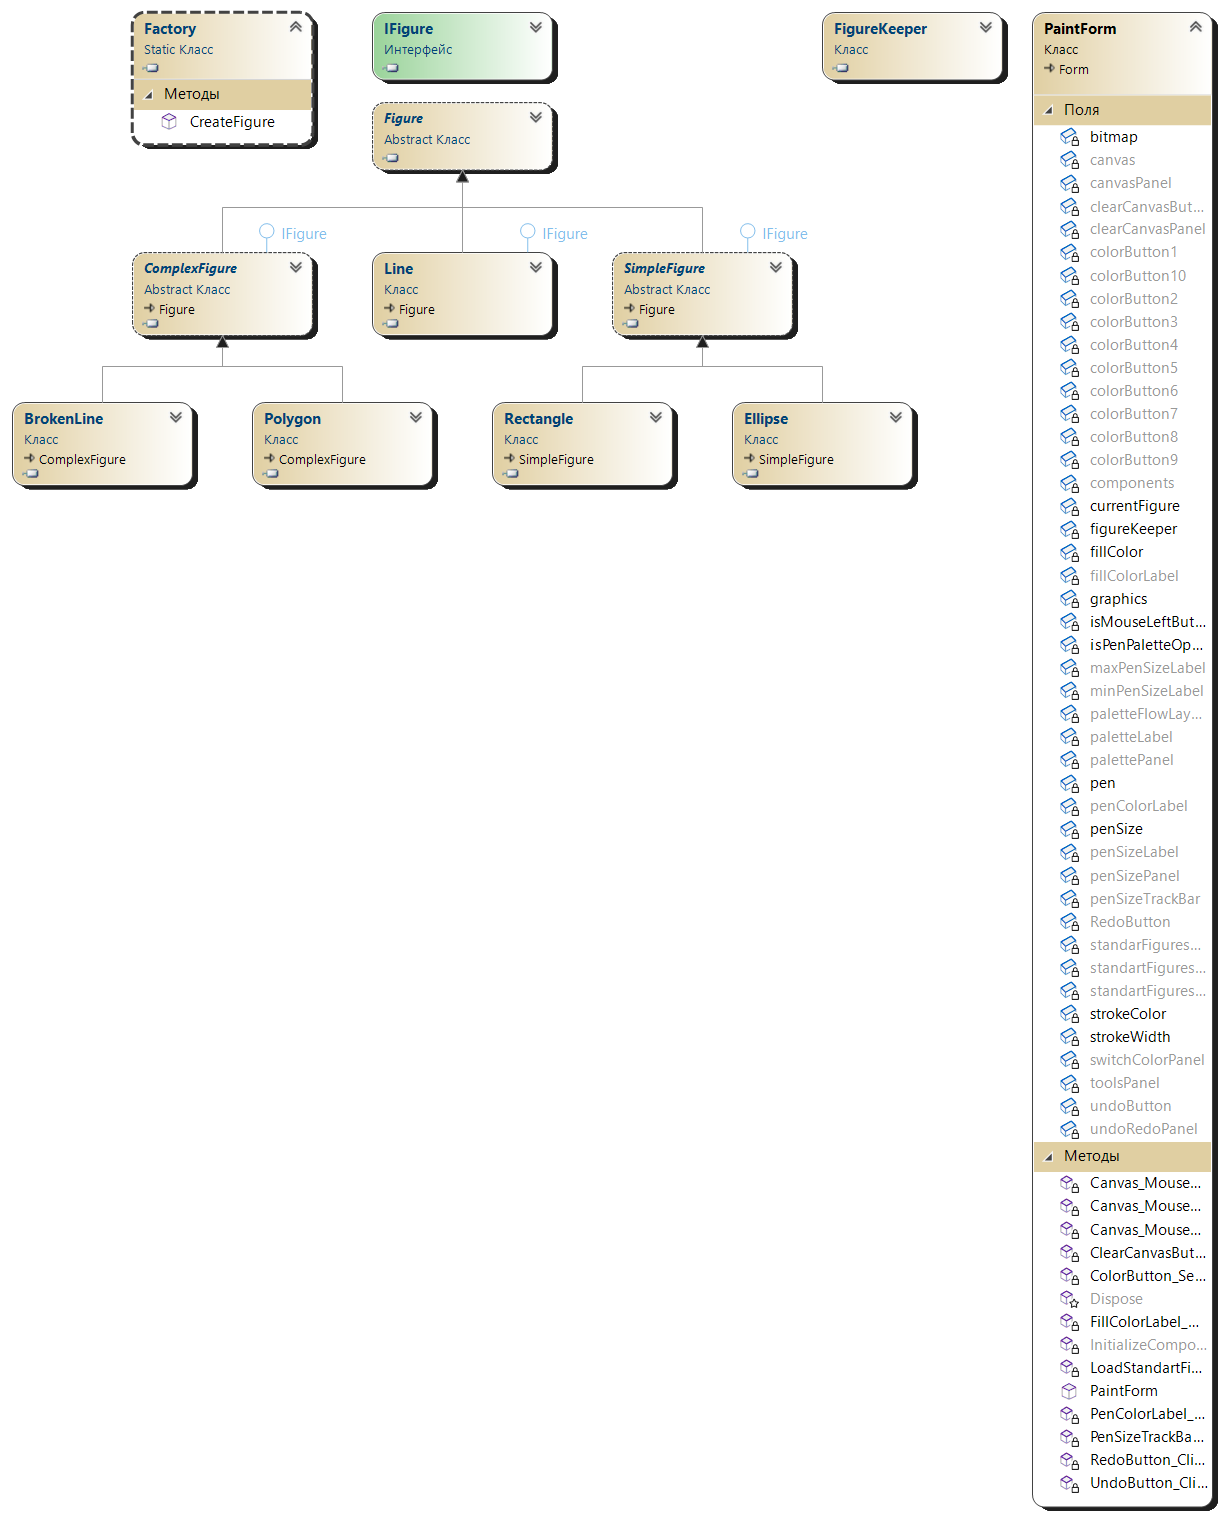 Factory
Static Класс
Методы
CreateFigure
IFigure
Интерфейс
Figure
Abstract Класс
FigureKeeper
Класс
IFigure
IFigure
IFigure
ComplexFigure
Abstract Класс
Figure
Line
Класс
Figure
SimpleFigure
Abstract Класс
Figure
BrokenLine
Класс
ComplexFigure
Polygon
Класс
ComplexFigure
Rectangle
Класс
SimpleFigure
Ellipse
Класс
SimpleFigure
PaintForm
Класс
Form
Поля
bitmap
canvas
canvasPanel
clearCanvasBut...
clearCanvasPanel
colorButton1
colorButton10
colorButton2
colorButton3
colorButton4
colorButton5
colorButton6
colorButton7
colorButton8
colorButton9
components
currentFigure
figureKeeper
fillColor
fillColorLabel
graphics
isMouseLeftBut...
isPenPaletteOp...
maxPenSizeLabel
minPenSizeLabel
paletteFlowLay...
paletteLabel
palettePanel
pen
penColorLabel
penSize
penSizeLabel
penSizePanel
penSizeTrackBar
RedoButton
standarFigures...
standartFigures...
standartFigures...
strokeColor
strokeWidth
switchColorPanel
toolsPanel
undoButton
undoRedoPanel
Методы
Canvas_Mouse...
Canvas_Mouse...
Canvas_Mouse...
ClearCanvasBut...
ColorButton_Se...
Dispose
FillColorLabel_...
InitializeCompo...
LoadStandartFi...
PaintForm
PenColorLabel_...
PenSizeTrackBa...
RedoButton_Cli...
UndoButton_Cli...